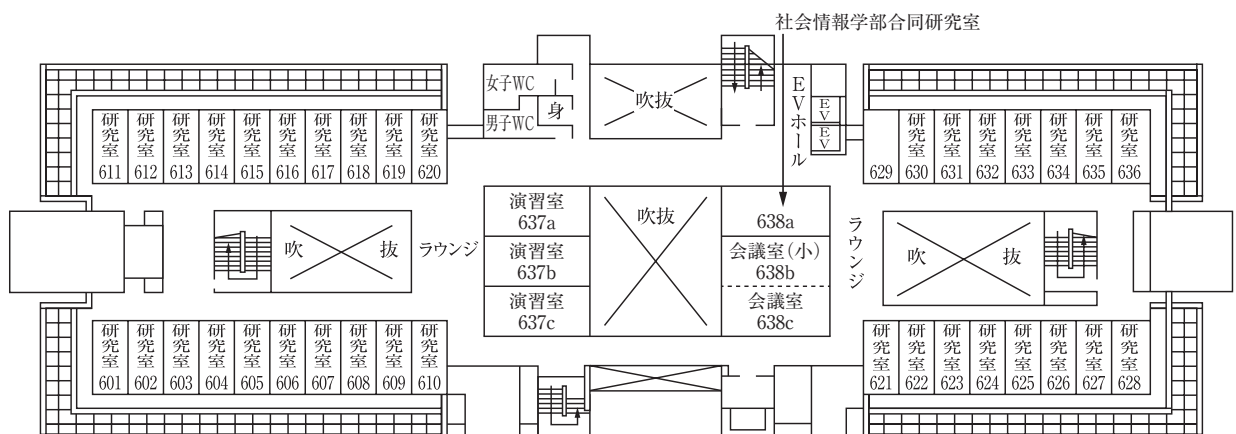 社会情報学部合同研究室
女子WC
身
男子WC
吹抜
EVホール
EV
EV
研究室 611
研究室 612
研究室 613
研究室 614
研究室 615
研究室 616
研究室 617
研究室 618
研究室 619
研究室 620
629
研究室 630
研究室 631
研究室 632
研究室 633
研究室 634
研究室 635
研究室 636
吹抜
ラウンジ
演習室
637a
演習室
637b
演習室
637c
吹抜
638a
会議室(小)
638b
会議室
638c
ラウンジ
吹抜
研究室 601
研究室 602
研究室 603
研究室 604
研究室 605
研究室 606
研究室 607
研究室 608
研究室 609
研究室 610
研究室 621
研究室 622
研究室 623
研究室 624
研究室 625
研究室 626
研究室 627
研究室 628